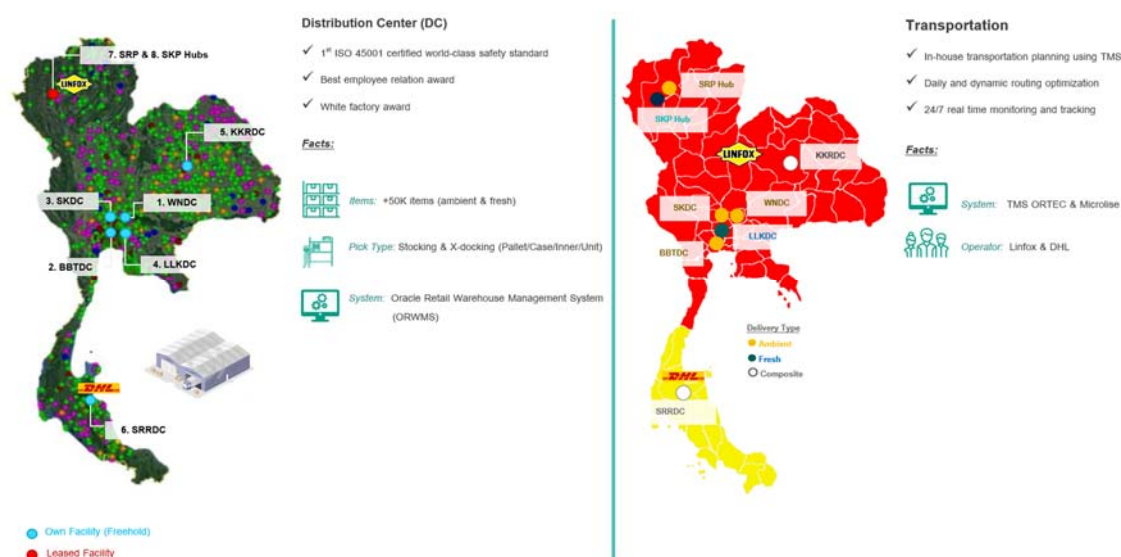 7. SRP & 8. SKP Hubs
LINFOX
5. KKRDC
3. SKDC
1. WNDC
2. BBTDC
4. LLKDC
DHL
6. SRRDC
Own Facility (Freehold)
Leased Facility
Distribution Center (DC)
✓ 1st ISO 45001 certified world-class safety standard
✓ Best employee relation award
✓ White factory award
Facts:
Items: +50K items (ambient & fresh)
Pick Type: Stocking & X-docking (Pallet/Case/Inner/Unit)
System: Oracle Retail Warehouse Management System
(ORWMS)
SRP Hub
SKP Hub
LINFOX
KKRDC
SKDC
WNDC
LLKDC
BBTDC
Delivery Type
Ambient
Fresh
Composite
DHL
SRRDC
Transportation
✓ In-house transportation planning using TMS
✓ Daily and dynamic routing optimization
✓ 24/7 real time monitoring and tracking
Facts:
System: TMS ORTEC & Microlise
Operator: Linfox & DHL